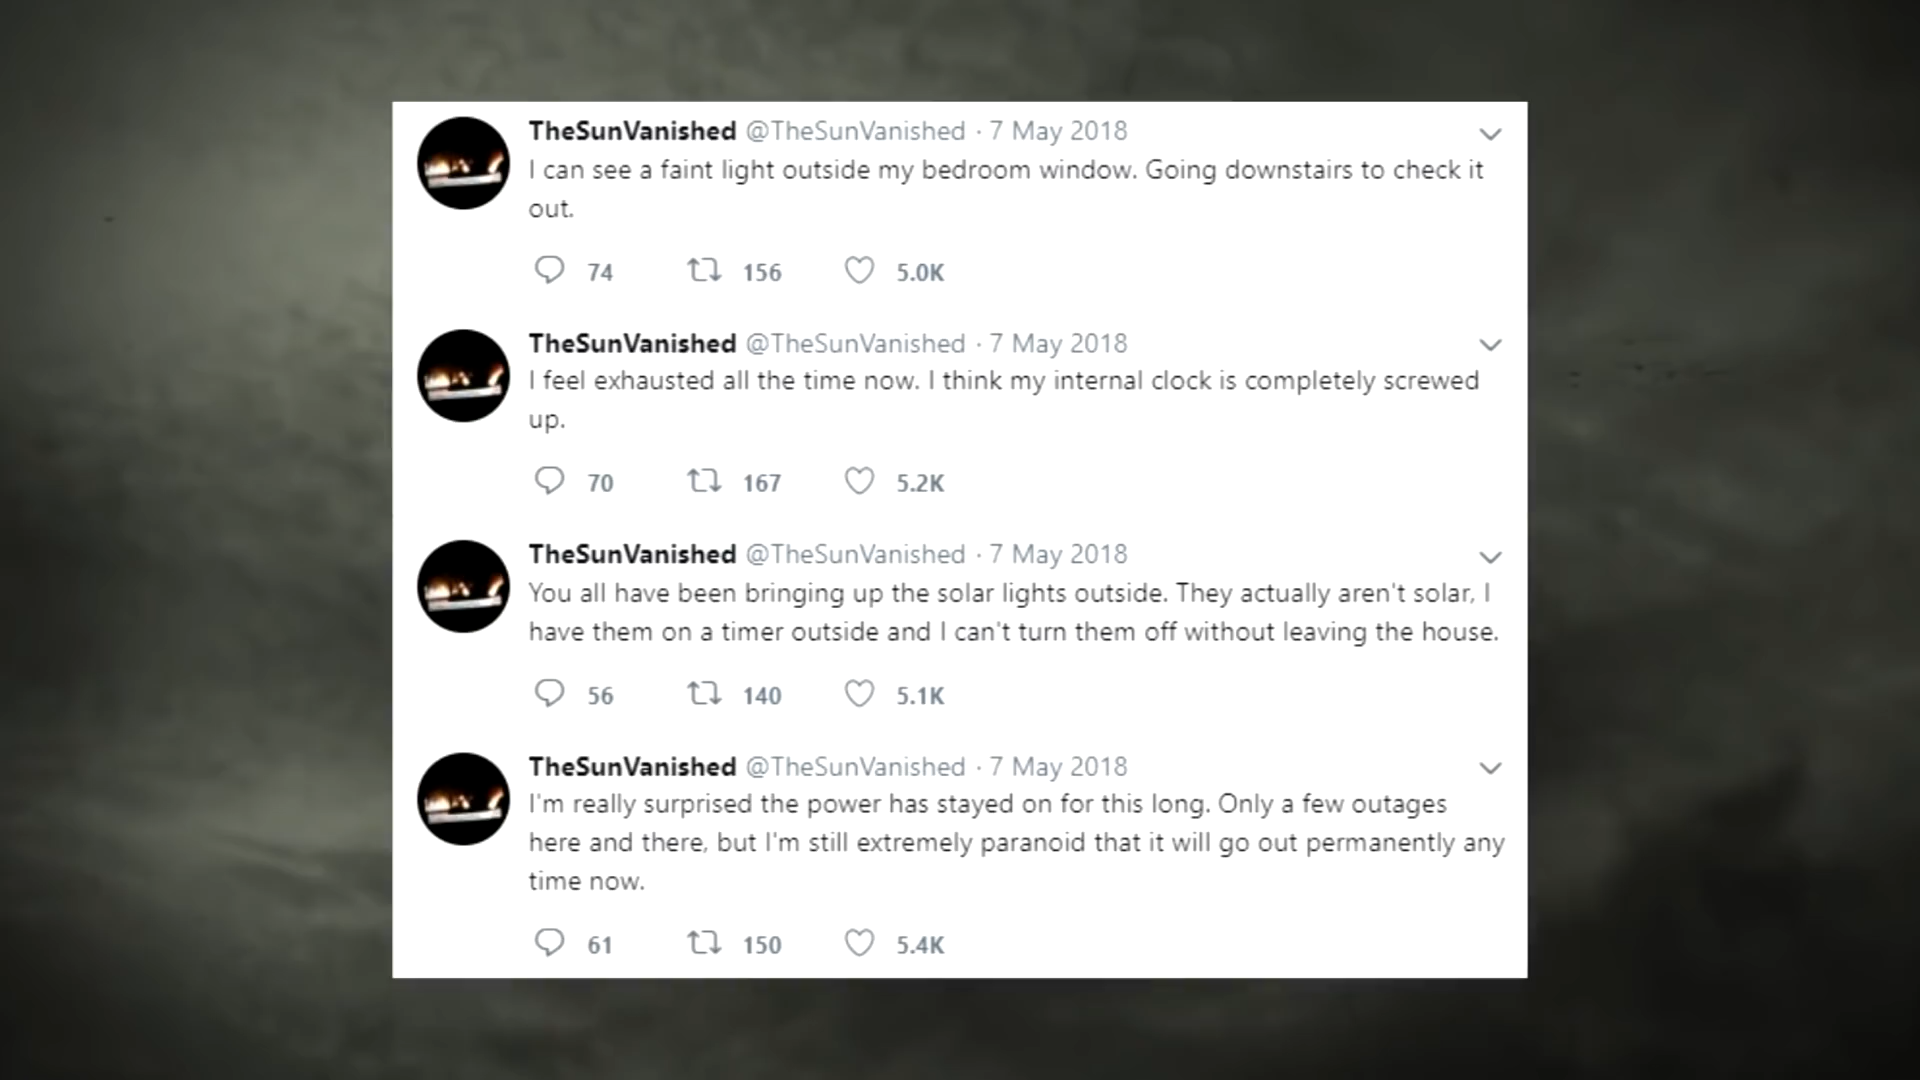 TheSunVanished @TheSunVanished · 7 May 2018
I can see a faint light outside my bedroom window. Going downstairs to check it
out.
74 156 5.0K
TheSunVanished @TheSunVanished · 7 May 2018
I feel exhausted all the time now. I think my internal clock is completely screwed
up.
70 167 5.2K
TheSunVanished @TheSunVanished · 7 May 2018
You all have been bringing up the solar lights outside. They actually aren't solar, I
have them on a timer outside and I can't turn them off without leaving the house.
56 140 5.1K
TheSunVanished @TheSunVanished · 7 May 2018
I'm really surprised the power has stayed on for this long. Only a few outages
here and there, but I'm still extremely paranoid that it will go out permanently any
time now.
61 150 5.4K